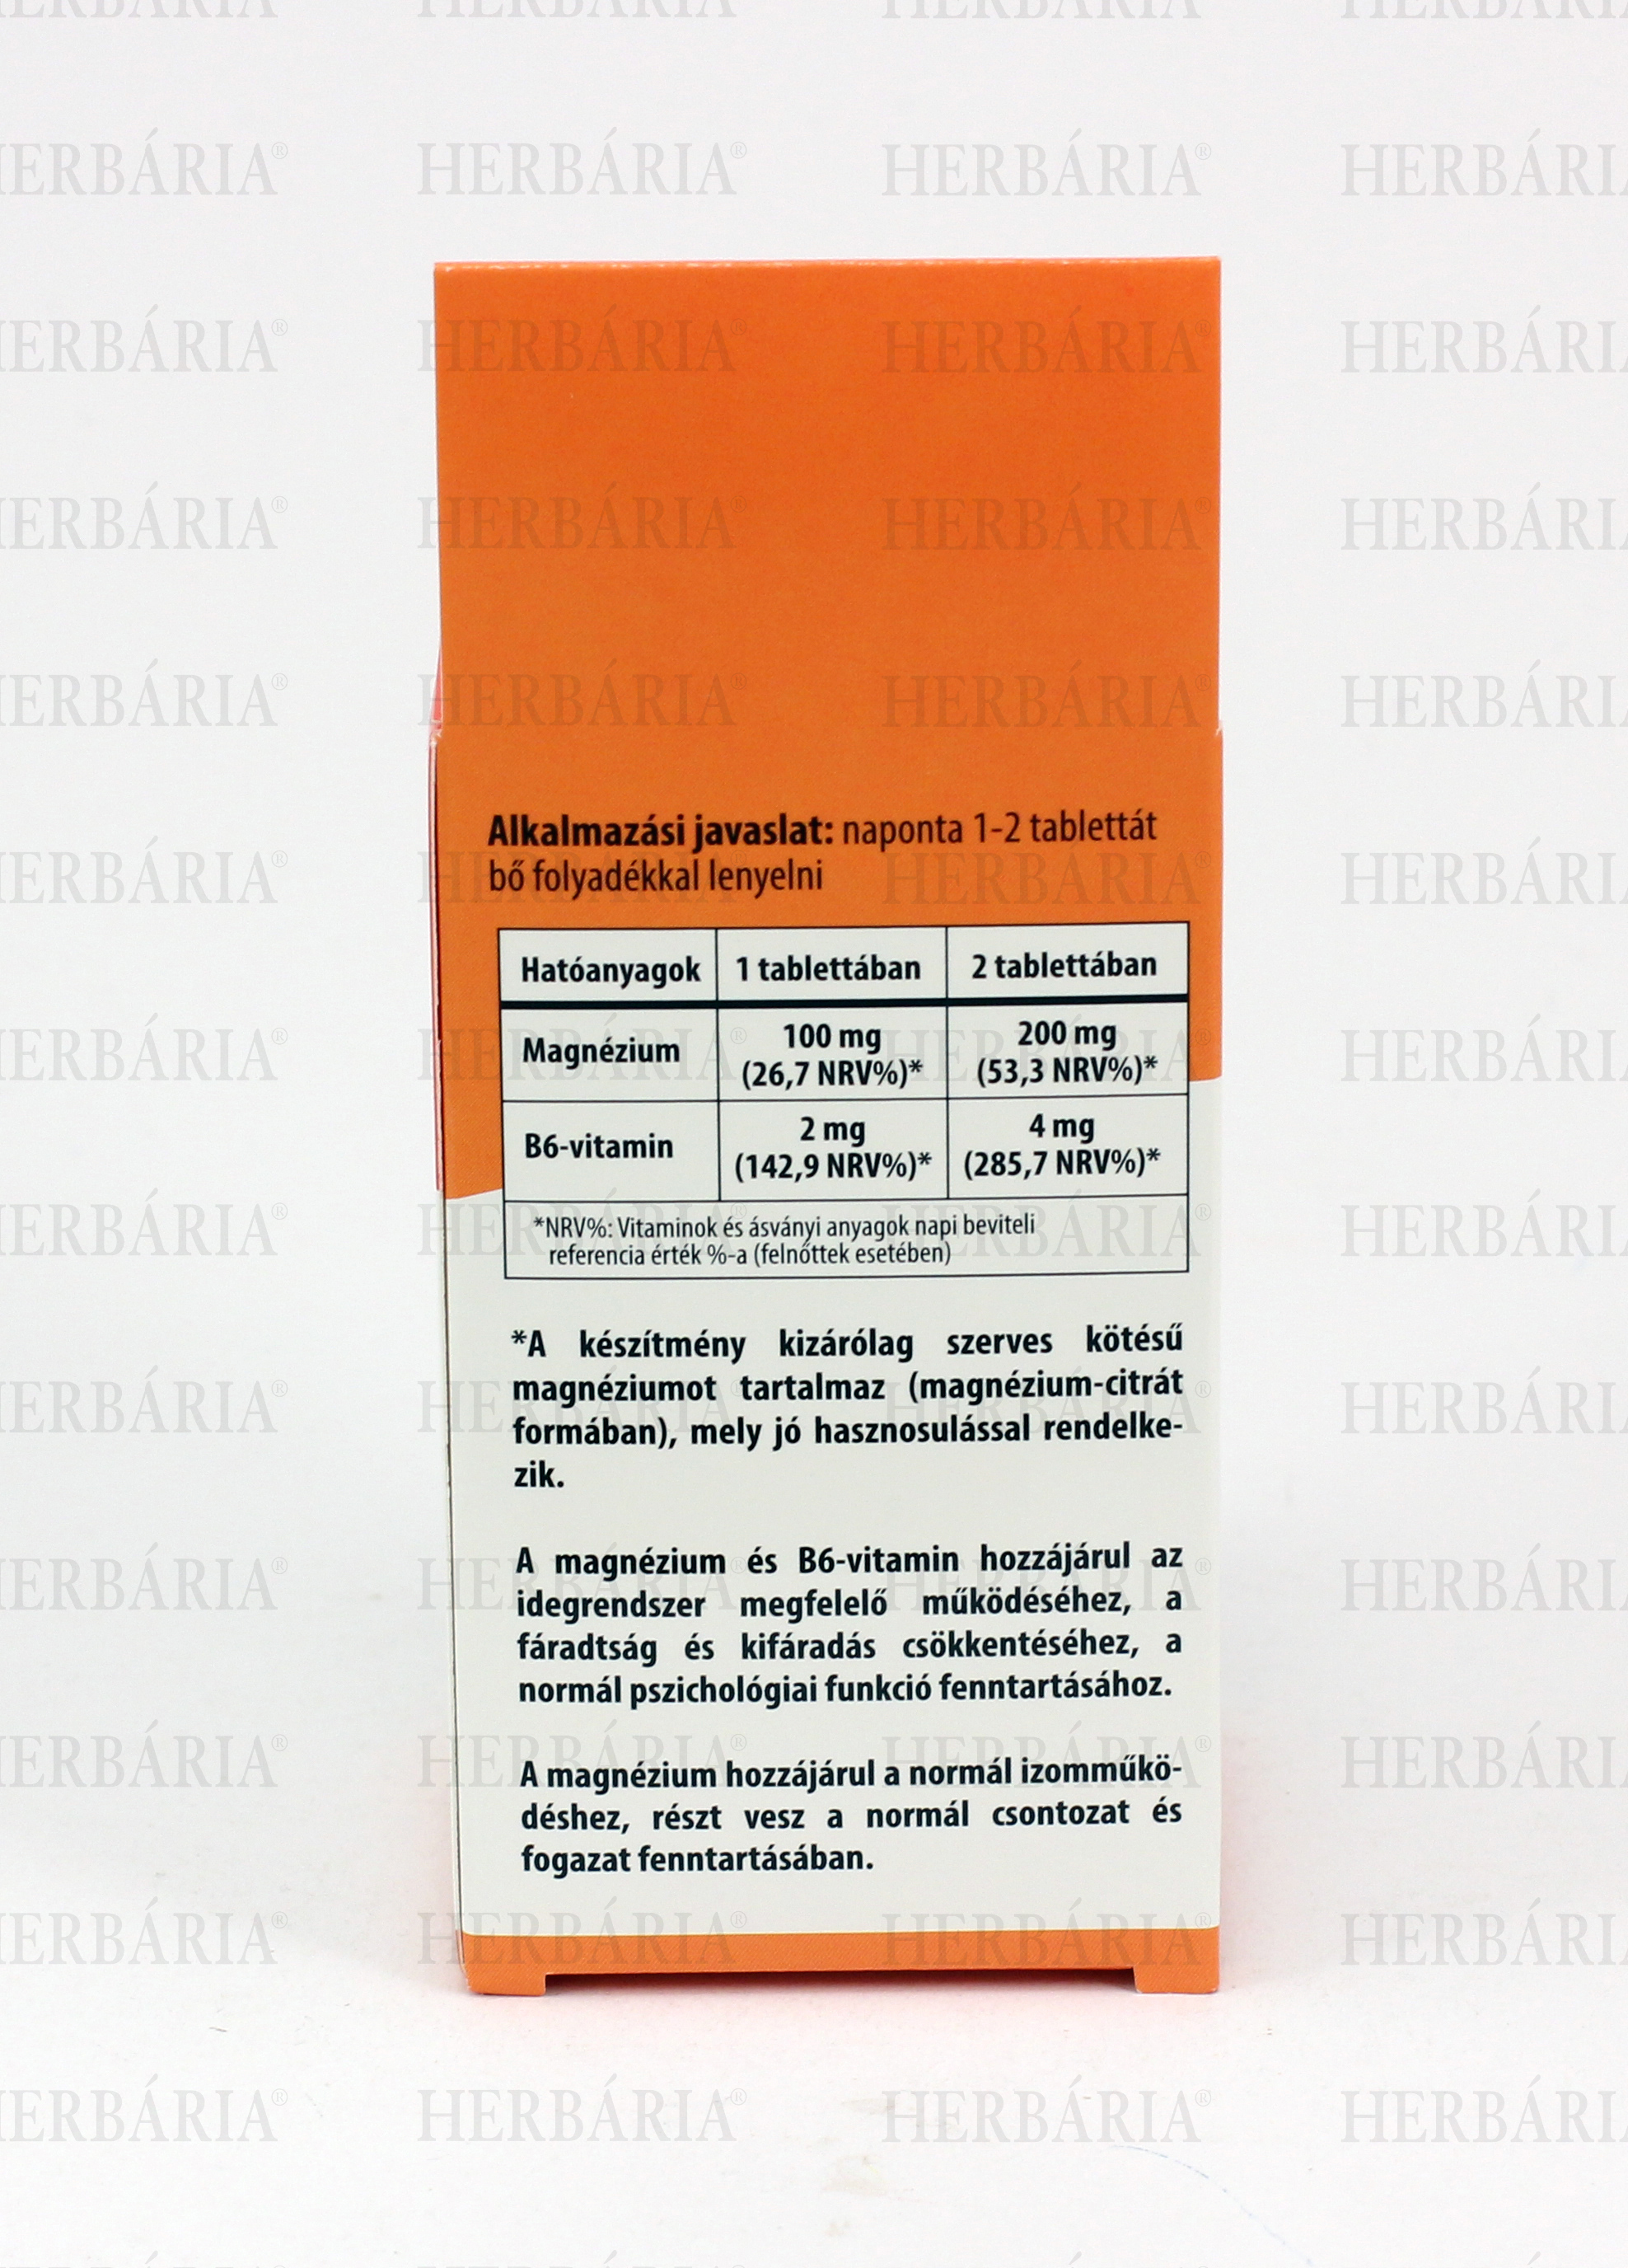 Alkalmazási javaslat: naponta 1-2 tablettát
bő folyadékkal lenyelni
Hatóanyagok 1 tablettában 2 tablettában
Magnézium 100 mg (26,7 NRV%)* 200 mg (53,3 NRV%)*
B6-vitamin 2 mg (142,9 NRV%)* 4 mg (285,7 NRV%)*
*NRV%: Vitaminok és ásványi anyagok napi beviteli
referencia érték %-a (felnőttek esetében)
*A készítmény kizárólag szerves kötésű
magnéziumot tartalmaz (magnézium-citrát
formában), mely jó hasznosulással rendelke-
zik.
A magnézium és B6-vitamin hozzájárul az
idegrendszer megfelelő működéséhez, a
fáradtság és kifáradás csökkentéséhez, a
normál pszichológiai funkció fenntartásához.
A magnézium hozzájárul a normál izomműkö-
déshez, részt vesz a normál csontozat és
fogazat fenntartásában.
HERBÁRIA®